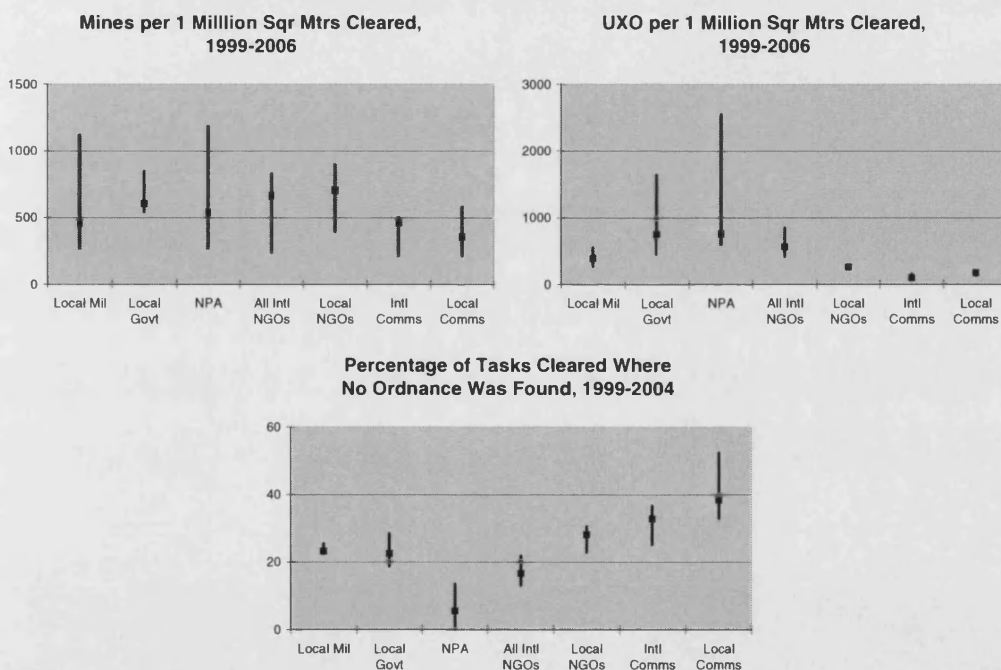 Mines per 1 Milllion Sqr Mtrs Cleared,
1999-2006
1500
1000
500
0
Local Mil
Local
Govt
NPA
All Intl
NGOs
Local
NGOs
Intl
Comms
Local
Comms
UXO per 1 Million Sqr Mtrs Cleared,
1999-2006
3000
2000
1000
0
Local Mil
Local
Govt
NPA
All Intl
NGOs
Local
NGOs
Intl
Comms
Local
Comms
Percentage of Tasks Cleared Where
No Ordnance Was Found, 1999-2004
60
40
20
0
Local Mil
Local
Govt
NPA
All Intl
NGOs
Local
NGOs
Intl
Comms
Local
Comms